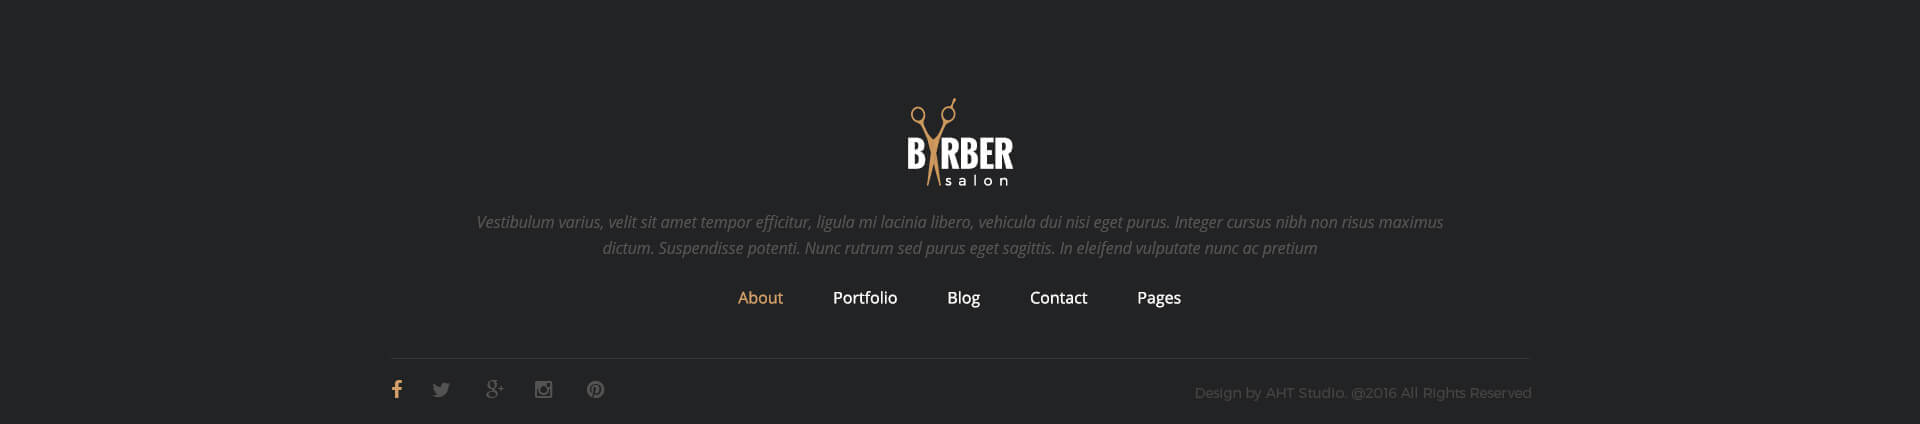 BARBER
salon
Vestibulum varius, velit sit amet tempor efficitur, ligula mi lacinia libero, vehicula dui nisi eget purus. Integer cursus nibh non risus maximus
dictum. Suspendisse potenti. Nunc rutrum sed purus eget sagittis. In eleifend vulputate nunc ac pretium
About Portfolio Blog Contact Pages
Design by AHT Studio. @2016 All Rights Reserved